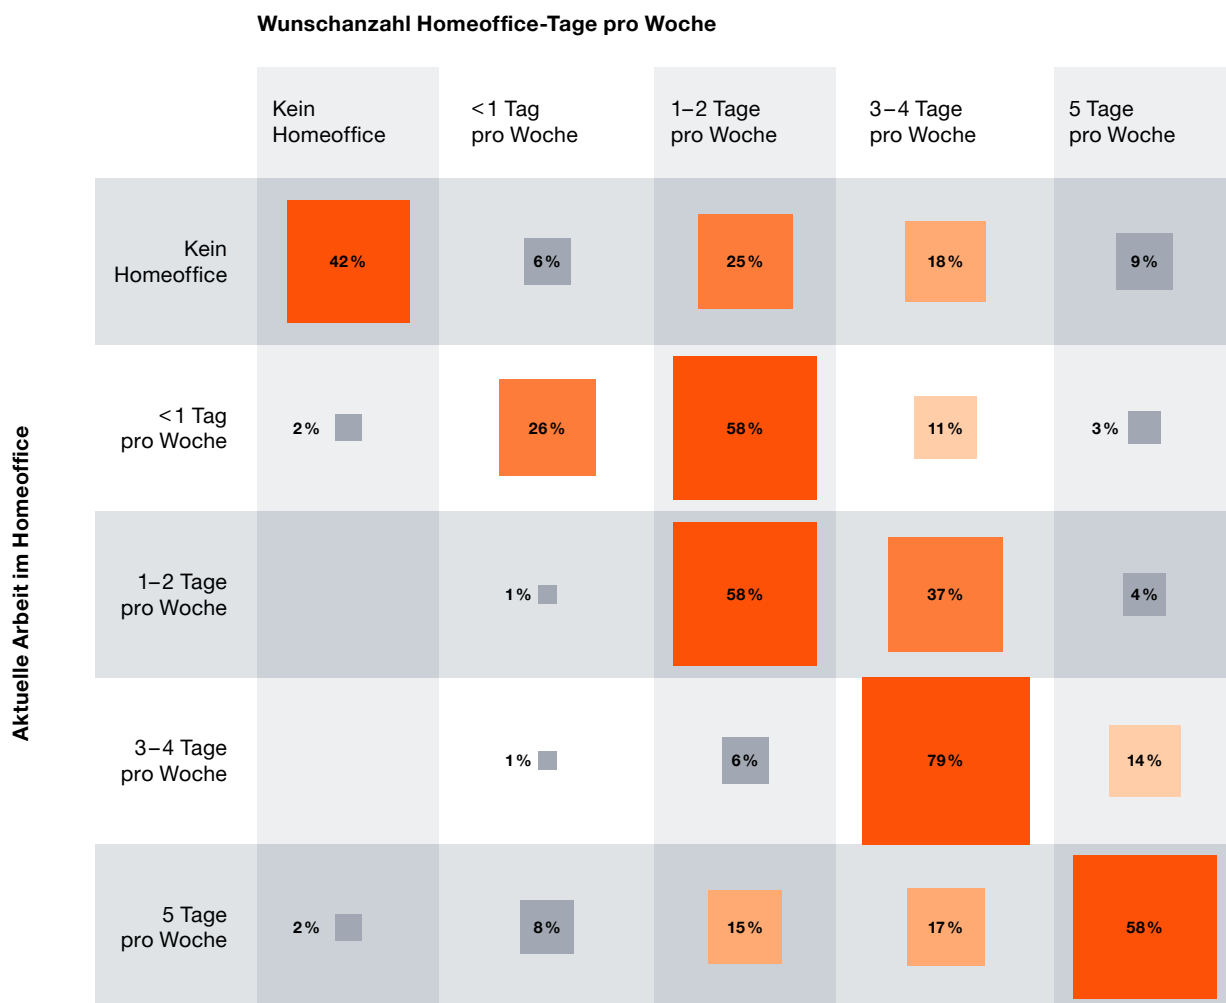 Wunschanzahl Homeoffice-Tage pro Woche
Kein
Homeoffice
<1 Tag
pro Woche
1–2 Tage
pro Woche
3–4 Tage
pro Woche
5 Tage
pro Woche
Aktuelle Arbeit im Homeoffice
Kein
Homeoffice
42 %
6 %
25 %
18 %
9 %
<1 Tag
pro Woche
2 %
26 %
58 %
11 %
3 %
1–2 Tage
pro Woche
1 %
58 %
37 %
4 %
3–4 Tage
pro Woche
1 %
6 %
79 %
14 %
5 Tage
pro Woche
2 %
8 %
15 %
17 %
58 %